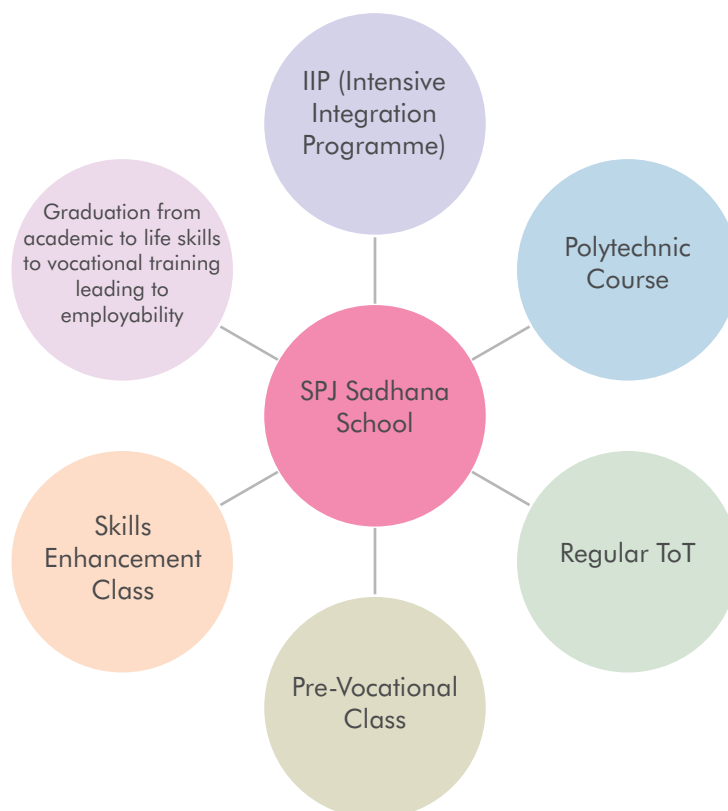 IIP (Intensive
Integration
Programme)
Graduation from
academic to life skills
to vocational training
leading to
employability
Polytechnic
Course
SPJ Sadhana
School
Skills
Enhancement
Class
Regular ToT
Pre-Vocational
Class